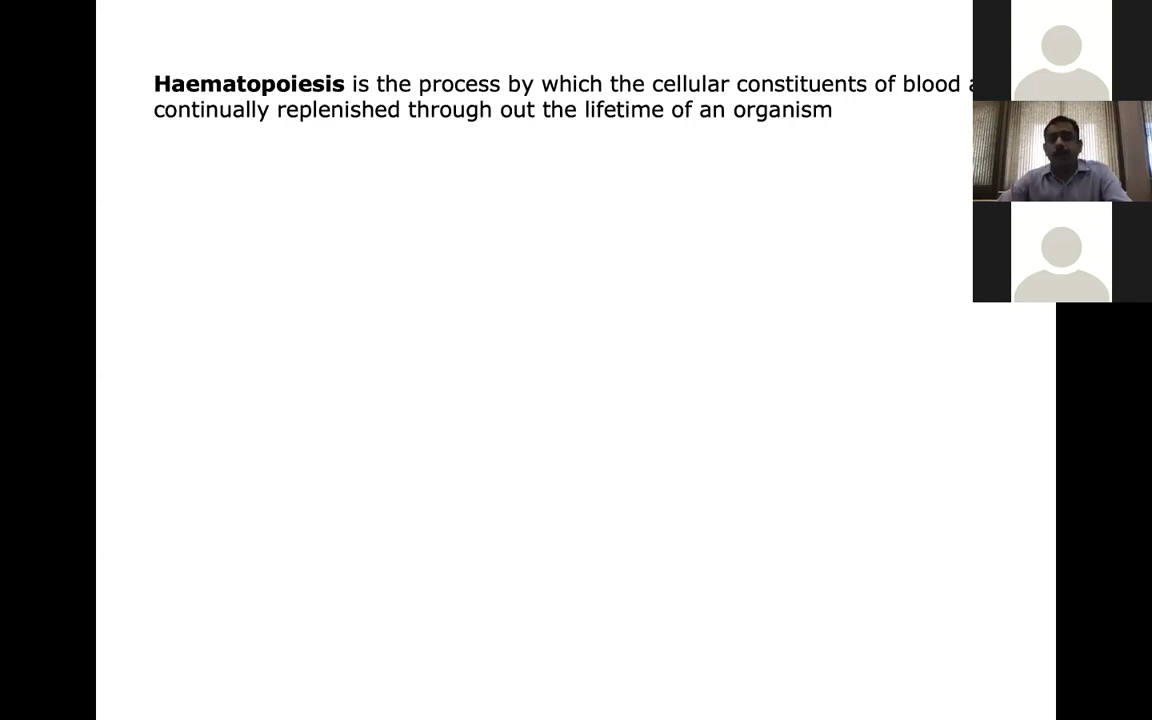 Haematopoiesis is the process by which the cellular constituents of blood
continually replenished through out the lifetime of an organism